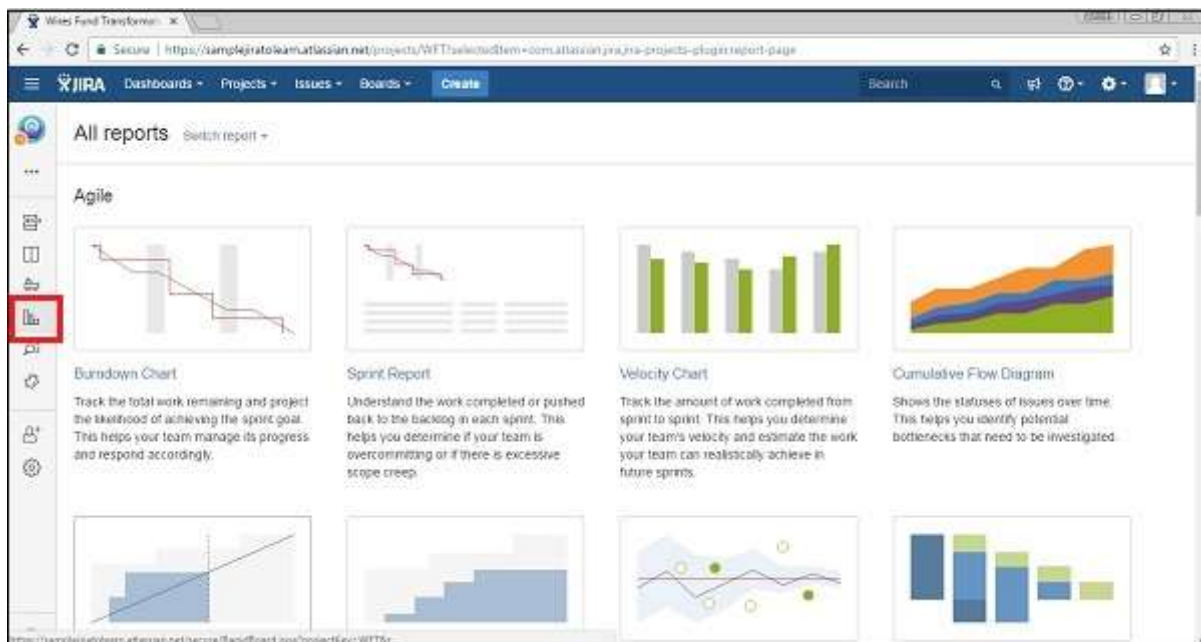 Wires Fund Transforma
Secure | https://samplejiratolearn.atlassian.net/projects/WFT?selectedItem=com.atlassian.jira.jira-projects-plugin:report-page
JIRA Dashboards Projects Issues Boards Create Search
All reports Switch report
Agile
Burndown Chart
Track the total work remaining and project
the likelihood of achieving the sprint goal.
This helps your team manage its progress
and respond accordingly.
Sprint Report
Understand the work completed or pushed
back to the backlog in each sprint. This
helps you determine if your team is
overcommitting or if there is excessive
scope creep.
Velocity Chart
Track the amount of work completed from
sprint to sprint. This helps you determine
your team's velocity and estimate the work
your team can realistically achieve in
future sprints.
Cumulative Flow Diagram
Shows the statuses of issues over time.
This helps you identify potential
bottlenecks that need to be investigated.